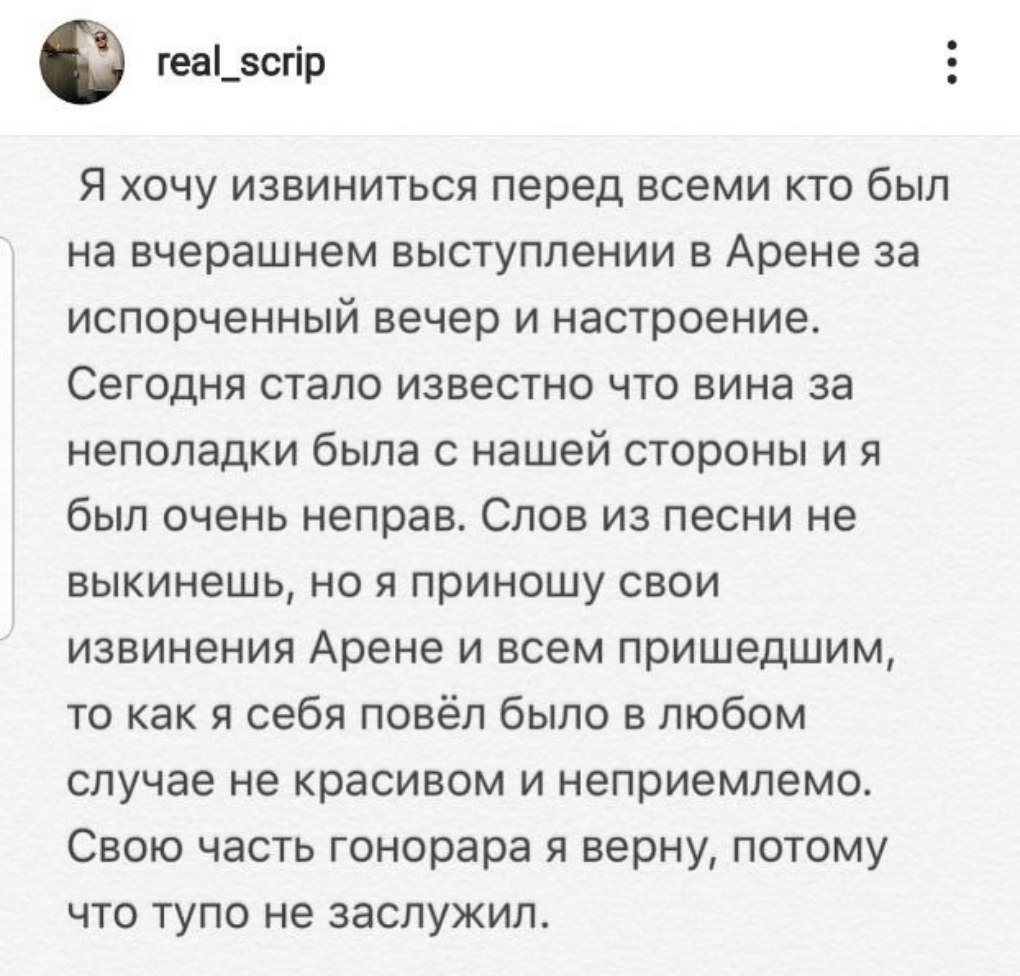 real_scrip
Я хочу извиниться перед всеми кто был
на вчерашнем выступлении в Арене за
испорченный вечер и настроение.
Сегодня стало известно что вина за
неполадки была с нашей стороны и я
был очень неправ. Слов из песни не
выкинешь, но я приношу свои
извинения Арене и всем пришедшим,
то как я себя повёл было в любом
случае не красивом и неприемлемо.
Свою часть гонорара я верну, потому
что тупо не заслужил.